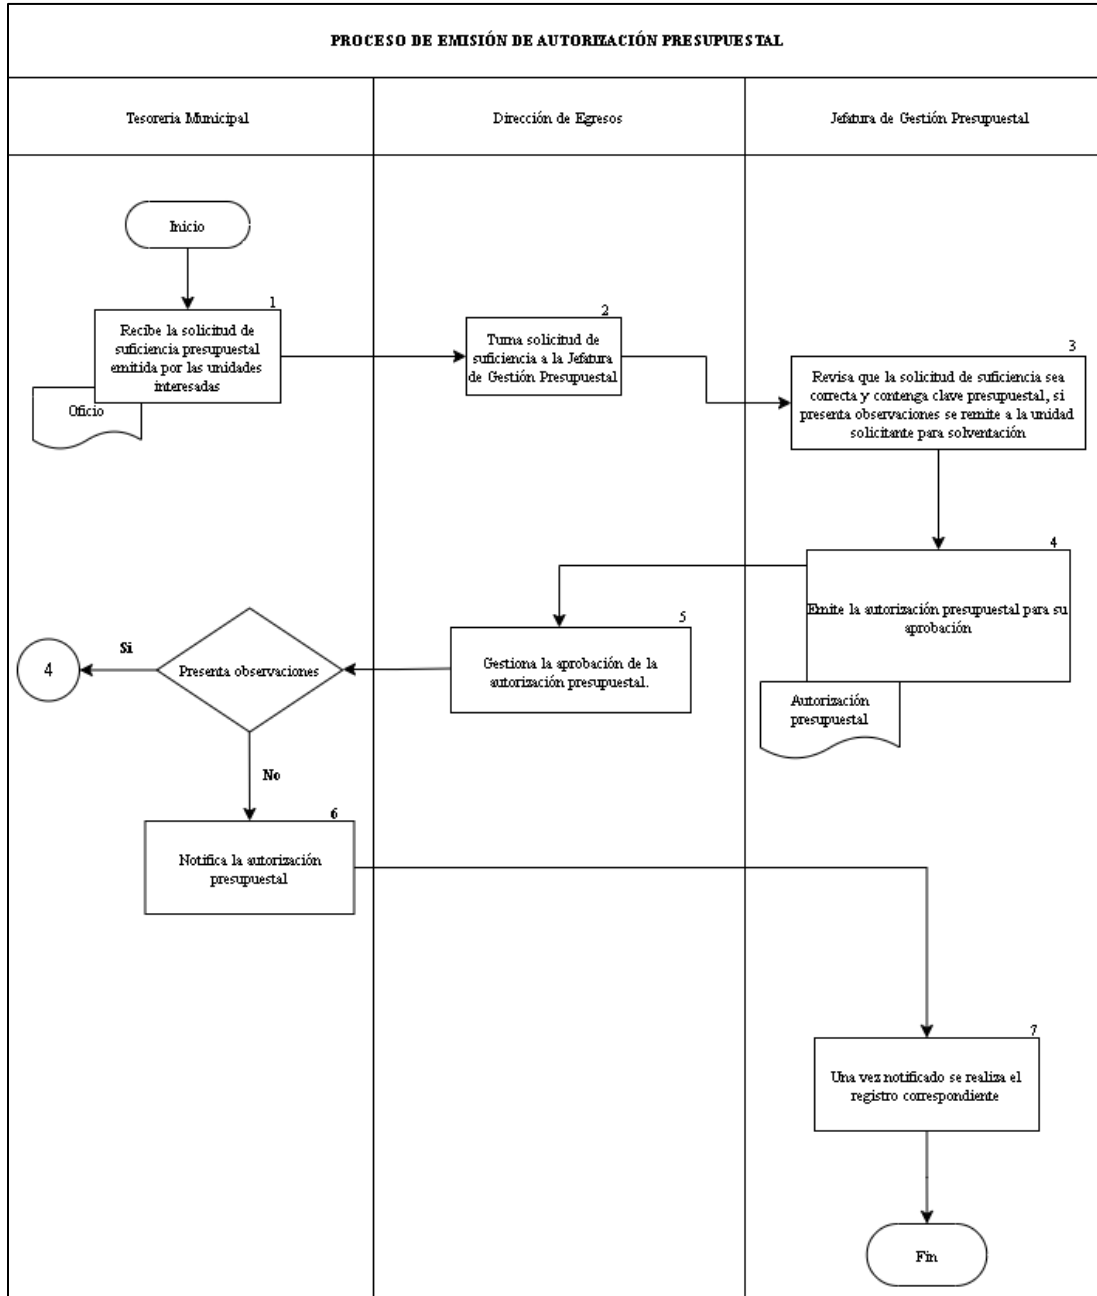 PROCESO DE EMISIÓN DE AUTORIZACIÓN PRESUPUESTAL
Tesoreria Municipal
Dirección de Egresos
Jefatura de Gestión Presupuestal
Inicio
1
Recibe la solicitud de
suficiencia presupuestal
emitida por las unidades
interesadas
Oficio
2
Turna solicitud de
suficiencia a la Jefatura
de Gestión Presupuestal
3
Revisa que la solicitud de suficiencia sea
correcta y contenga clave presupuestal, si
presenta observaciones se remite a la unidad
solicitante para solventación
4
Emite la autorización presupuestal para su
aprobación
Autorización
presupuestal
5
Gestiona la aprobación de la
autorización presupuestal.
Presenta observaciones
Si
4
No
6
Notifica la autorización
presupuestal
7
Una vez notificado se realiza el
registro correspondiente
Fin